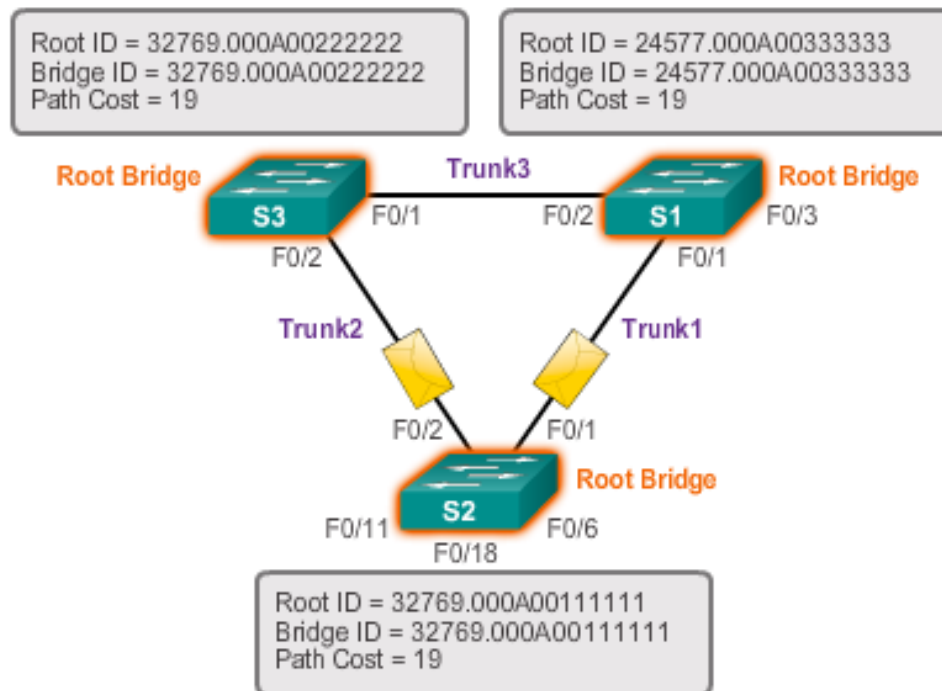 Root ID = 32769.000A00222222
Bridge ID = 32769.000A00222222
Path Cost = 19
Root ID = 24577.000A00333333
Bridge ID = 24577.000A00333333
Path Cost = 19
Root Bridge
Trunk3
Root Bridge
S3
F0/1
F0/2
S1
F0/3
F0/2
F0/1
Trunk2
Trunk1
F0/2
F0/1
Root Bridge
S2
F0/11
F0/6
F0/18
Root ID = 32769.000A00111111
Bridge ID = 32769.000A00111111
Path Cost = 19